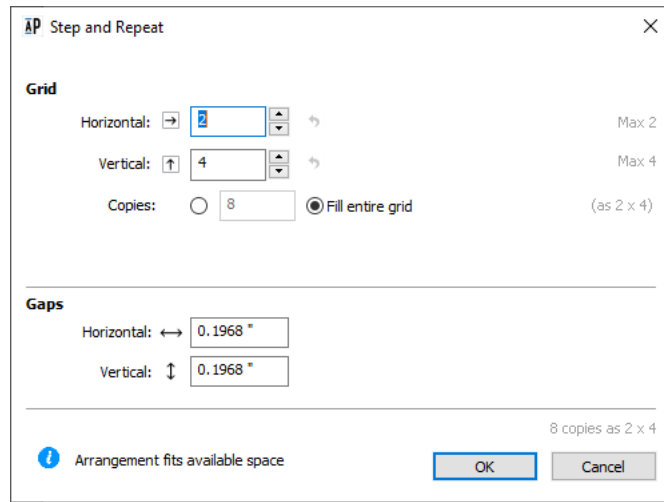 AP Step and Repeat
Grid
Horizontal: 2 Max 2
Vertical: 4 Max 4
Copies: 8 Fill entire grid (as 2 x 4)
Gaps
Horizontal: 0.1968 "
Vertical: 0.1968 "
8 copies as 2 x 4
i Arrangement fits available space OK Cancel